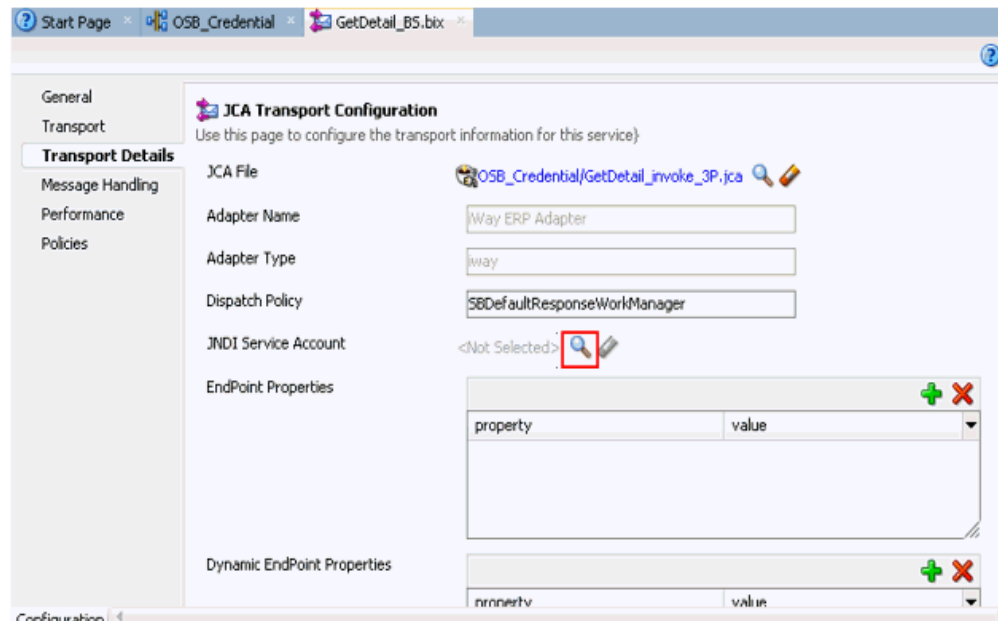 Start Page OSB_Credential GetDetail_BS.bix
General
Transport
Transport Details
Message Handling
Performance
Policies
JCA Transport Configuration
Use this page to configure the transport information for this service}
JCA File OSB_Credential/GetDetail_invoke_3P.jca
Adapter Name iWay ERP Adapter
Adapter Type iway
Dispatch Policy SBDefaultResponseWorkManager
JNDI Service Account <Not Selected>
EndPoint Properties
property value
Dynamic EndPoint Properties
property value
Configuration